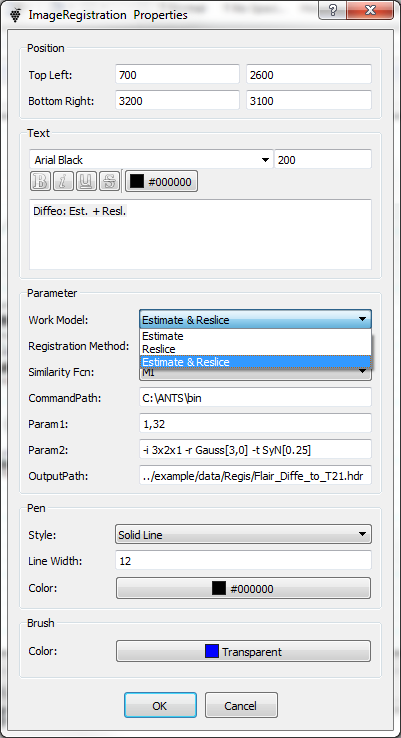 ImageRegistration Properties
Position
Top Left: 700 2600
Bottom Right: 3200 3100
Text
Arial Black 200
B i U S #000000
Diffeo: Est. + Resl.
Parameter
Work Model: Estimate & Reslice
Estimate
Registration Method: Reslice
Estimate & Reslice
Similarity Fcn: MI
CommandPath: C:\ANTS\bin
Param1: 1,32
Param2: -i 3x2x1 -r Gauss[3,0] -t SyN[0.25]
OutputPath: ../example/data/Regis/Flair_Diffe_to_T21.hdr
Pen
Style: Solid Line
Line Width: 12
Color: #000000
Brush
Color: Transparent
OK Cancel